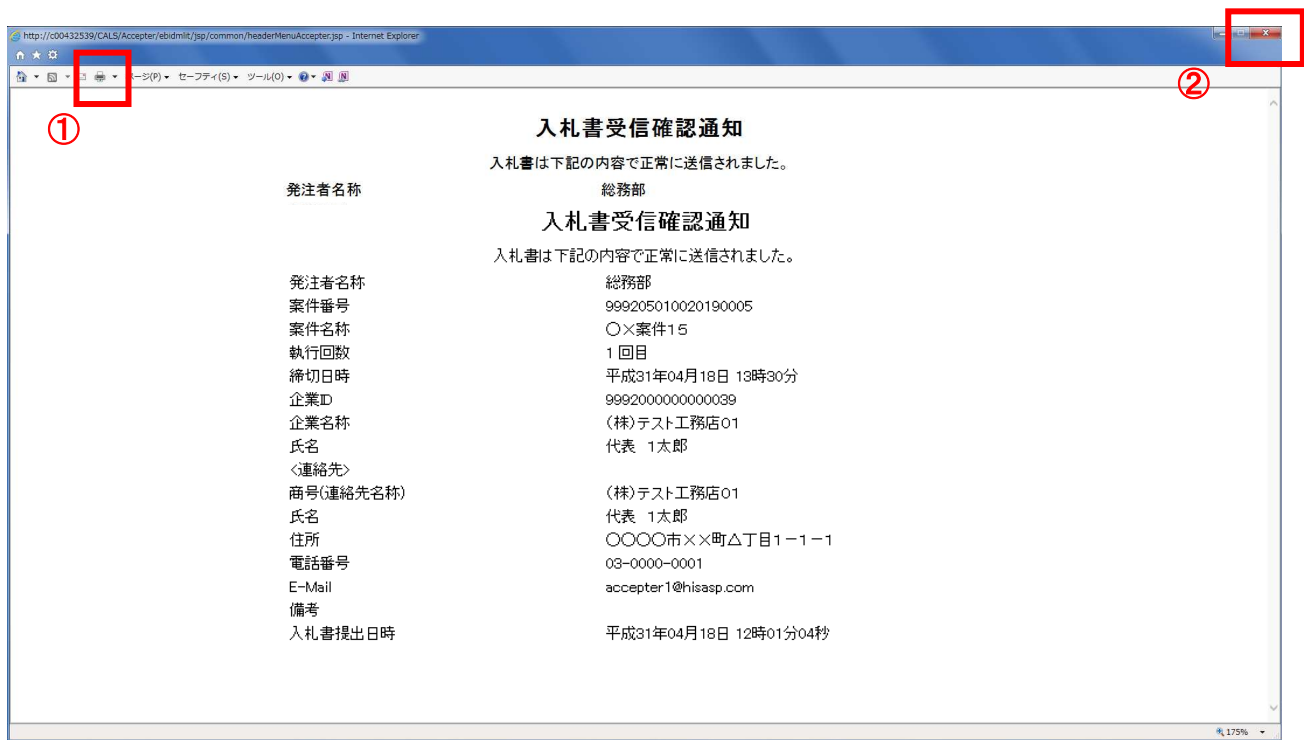 http://c00432539/CALS/Accepter/ebidmlit/jsp/common/headerMenuAccepter.jsp - Internet Explorer
ページ(P) セーフティ(S) ツール(O)
① ②
入札書受信確認通知
入札書は下記の内容で正常に送信されました。
発注者名称 総務部
入札書受信確認通知
入札書は下記の内容で正常に送信されました。
発注者名称 総務部
案件番号 999205010020190005
案件名称 〇×案件15
執行回数 1回目
締切日時 平成31年04月18日 13時30分
企業ID 9992000000000039
企業名称 (株)テスト工務店01
氏名 代表 1太郎
<連絡先>
商号(連絡先名称) (株)テスト工務店01
氏名 代表 1太郎
住所 〇〇〇〇市××町△丁目1-1-1
電話番号 03-0000-0001
E-Mail accepter1@hisasp.com
備考
入札書提出日時 平成31年04月18日 12時01分04秒
175%